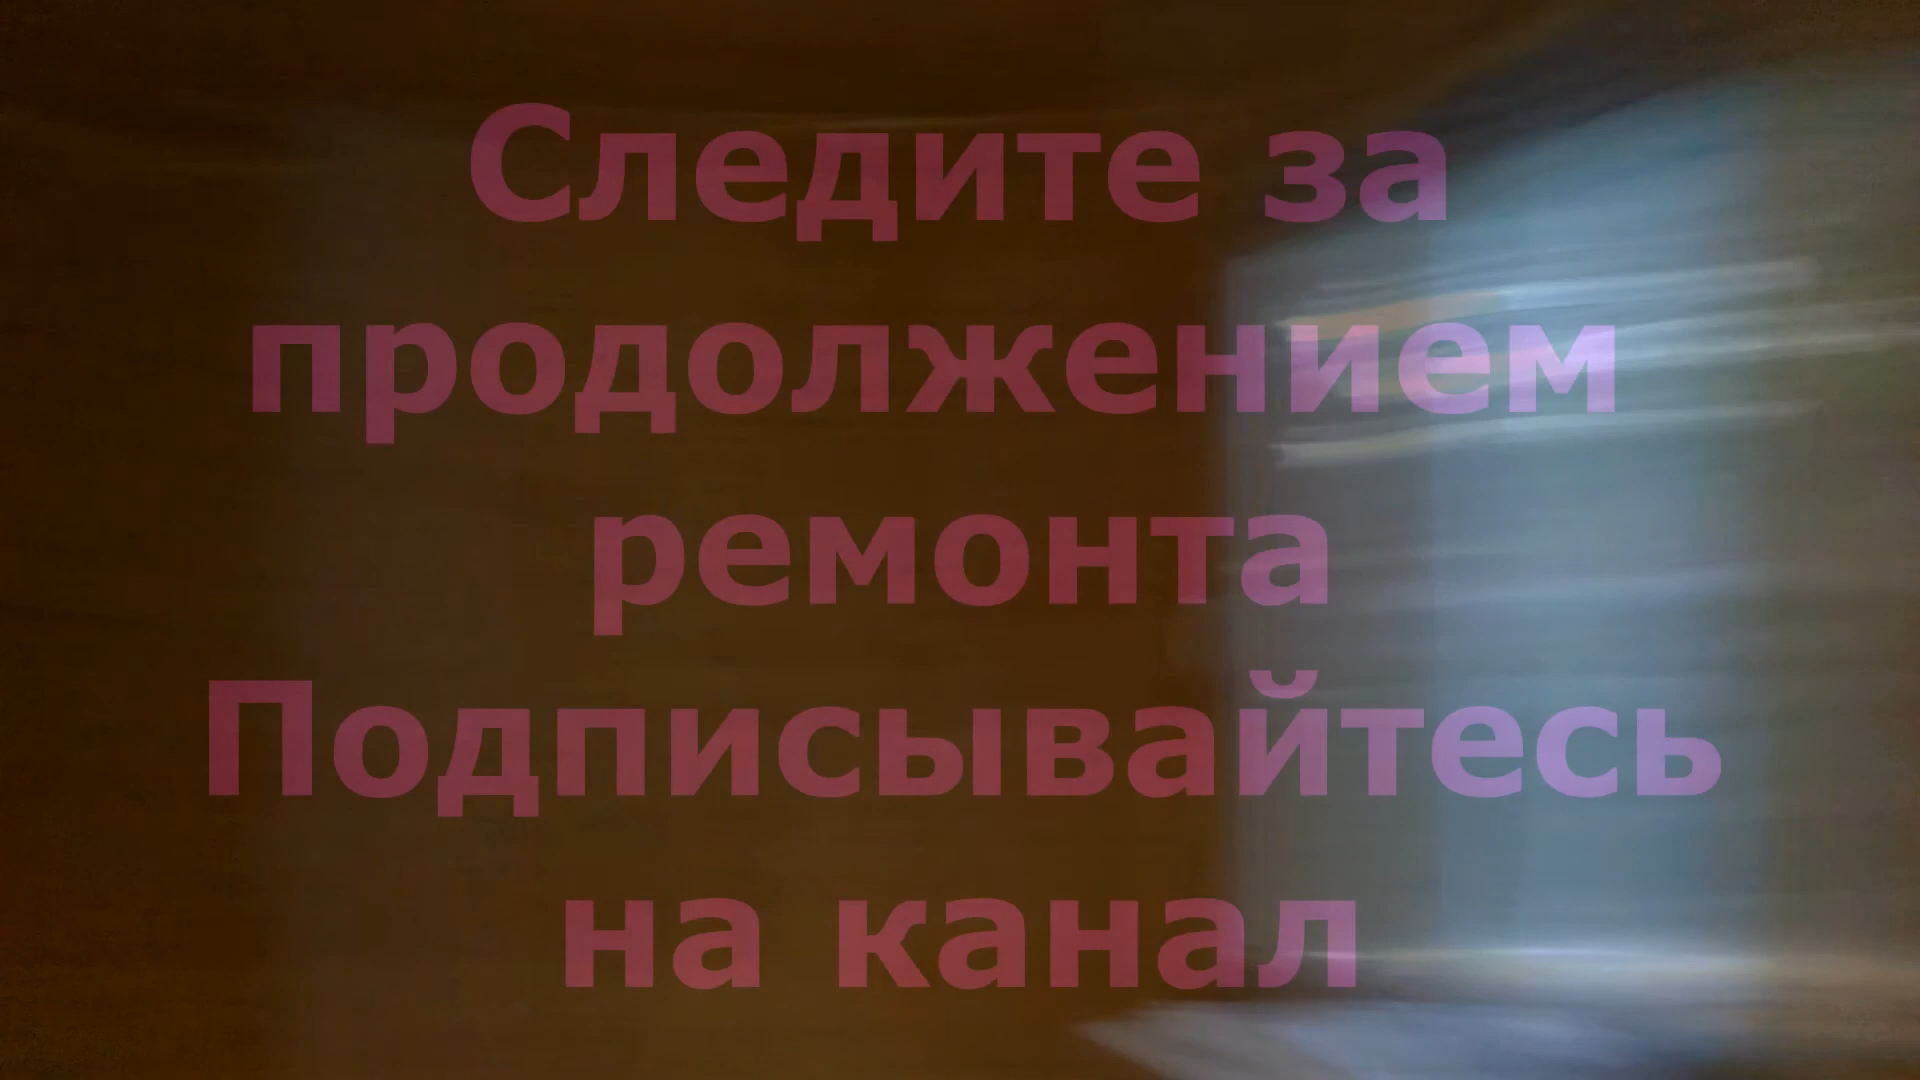 Следите за
продолжением
ремонта
Подписывайтесь
на канал